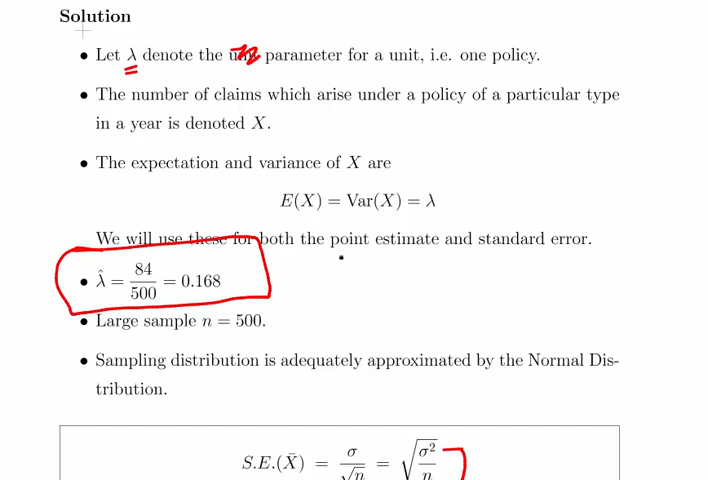 Solution
• Let λ denote the parameter for a unit, i.e. one policy.
• The number of claims which arise under a policy of a particular type
in a year is denoted X.
• The expectation and variance of X are
E(X) = Var(X) = λ
We will use these for both the point estimate and standard error.
• λ̂ = 84/500 = 0.168
• Large sample n = 500.
• Sampling distribution is adequately approximated by the Normal Dis-
tribution.
S.E.(X̄) = σ/√n = √(σ²/n)